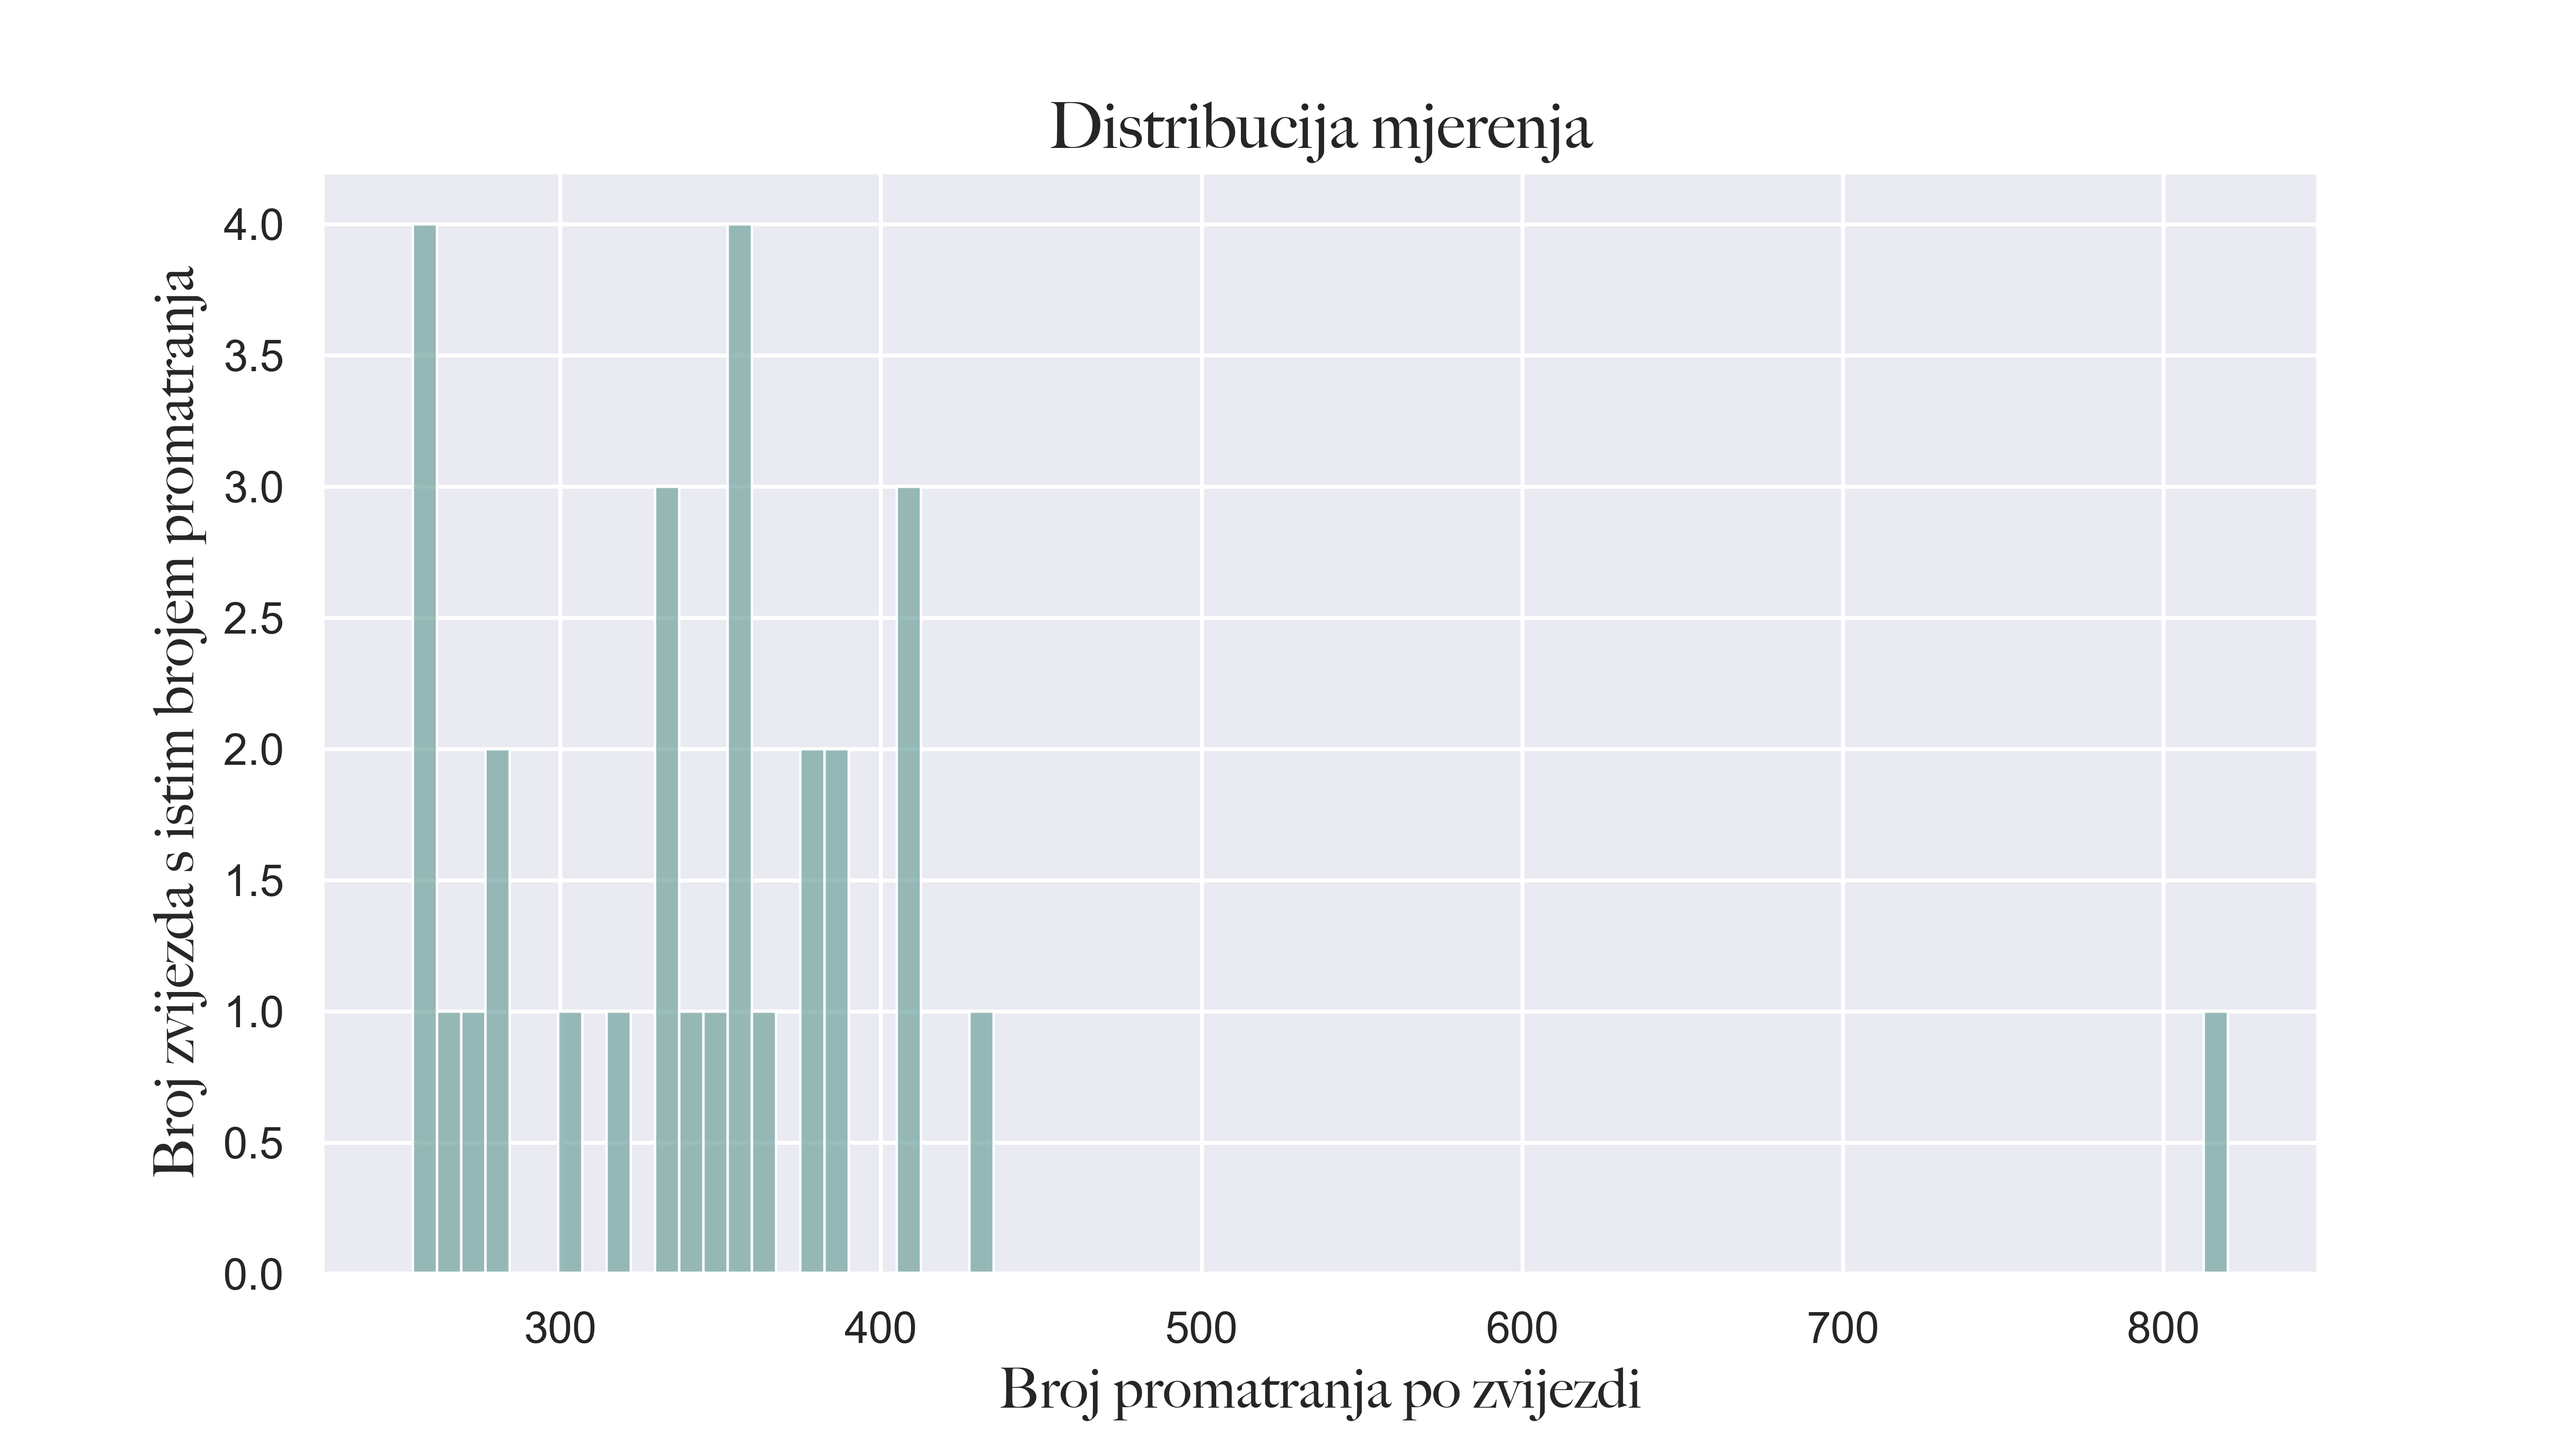 Distribucija mjerenja
Broj zvijezda s istim brojem promatranja
4.0
3.5
3.0
2.5
2.0
1.5
1.0
0.5
0.0
300 400 500 600 700 800
Broj promatranja po zvijezdi